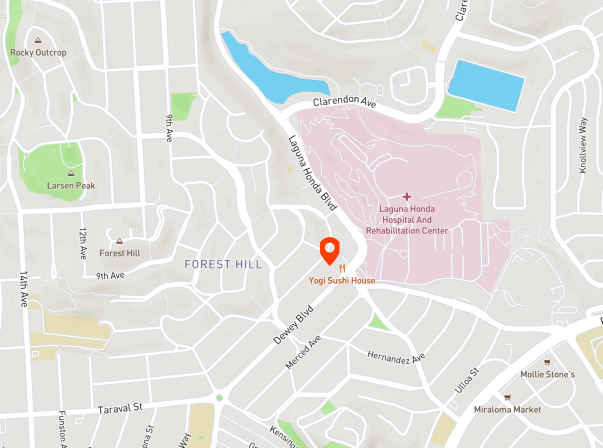 Clarendon Ave
Cla
Rocky Outcrop
9th Ave
Knollview Way
Laguna Honda Blvd
Larsen Peak
Laguna Honda
Hospital And
Rehabilitation Center
12th Ave
Forest Hill
FOREST HILL
9th Ave
14th Ave
Yogi Sushi House
Dewey Blvd
Merced Ave
Hernandez Ave
Ulloa St
Mollie Stone's
Miraloma Market
Taraval St
Funston A
Way
Kensing